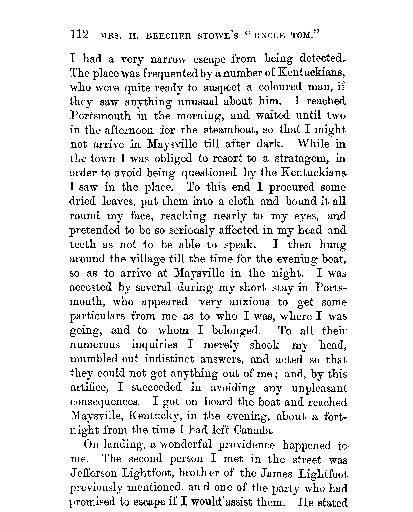 112 MRS. H. BEECHER STOWE'S "UNCLE TOM."
I had a very narrow escape from being detected.
The place was frequented by a number of Kentuckians,
who were quite ready to suspect a coloured man, if
they saw anything unusual about him. I reached
Portsmouth in the morning, and waited until two
in the afternoon for the steamboat, so that I might
not arrive in Maysville till after dark. While in
the town I was obliged to resort to a stratagem, in
order to avoid being questioned by the Kentuckians
I saw in the place. To this end I procured some
dried leaves, put them into a cloth and bound it all
round my face, reaching nearly to my eyes, and
pretended to be so seriously affected in my head and
teeth as not to be able to speak. I then hung
around the village till the time for the evening boat,
so as to arrive at Maysville in the night. I was
accosted by several during my short stay in Ports-
mouth, who appeared very anxious to get some
particulars from me as to who I was, where I was
going, and to whom I belonged. To all their
numerous inquiries I merely shook my head,
mumbled out indistinct answers, and acted so that
they could not get anything out of me; and, by this
artifice, I succeeded in avoiding any unpleasant
consequences. I got on board the boat and reached
Maysville, Kentucky, in the evening, about a fort-
night from the time I had left Canada.
On landing, a wonderful providence happened to
me. The second person I met in the street was
Jefferson Lightfoot, brother of the James Lightfoot
previously mentioned, and one of the party who had
promised to escape if I would assist them. He stated